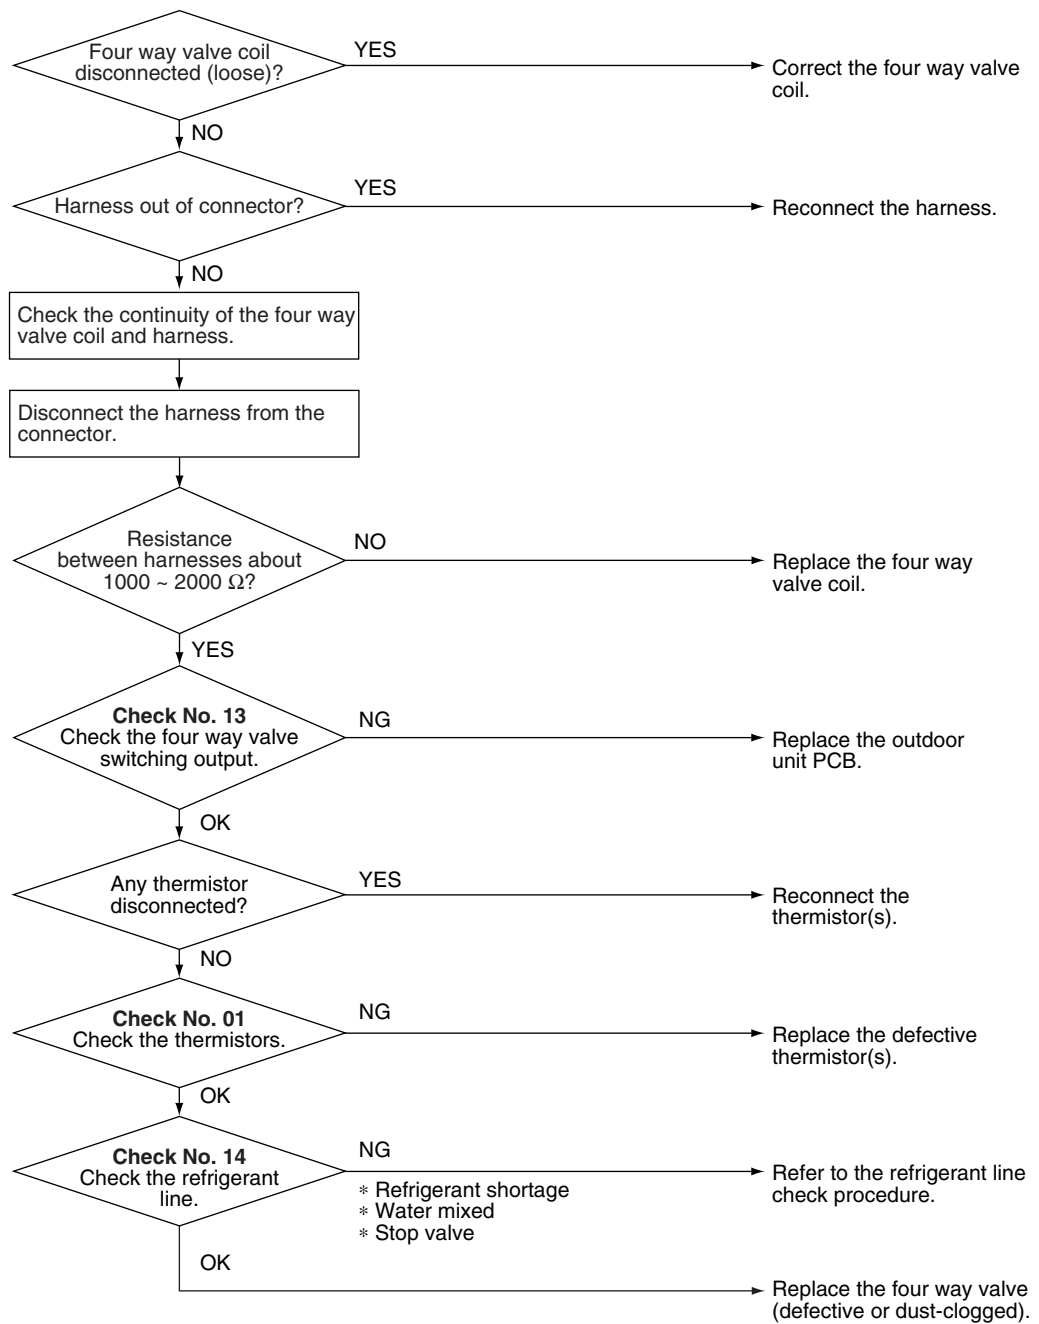 Four way valve coil
disconnected (loose)?
YES
Correct the four way valve
coil.
NO
Harness out of connector?
YES
Reconnect the harness.
NO
Check the continuity of the four way
valve coil and harness.
Disconnect the harness from the
connector.
Resistance
between harnesses about
1000 ~ 2000 Ω?
NO
Replace the four way
valve coil.
YES
Check No. 13
Check the four way valve
switching output.
NG
Replace the outdoor
unit PCB.
OK
Any thermistor
disconnected?
YES
Reconnect the
thermistor(s).
NO
Check No. 01
Check the thermistors.
NG
Replace the defective
thermistor(s).
OK
Check No. 14
Check the refrigerant
line.
NG
∗ Refrigerant shortage
∗ Water mixed
∗ Stop valve
Refer to the refrigerant line
check procedure.
OK
Replace the four way valve
(defective or dust-clogged).